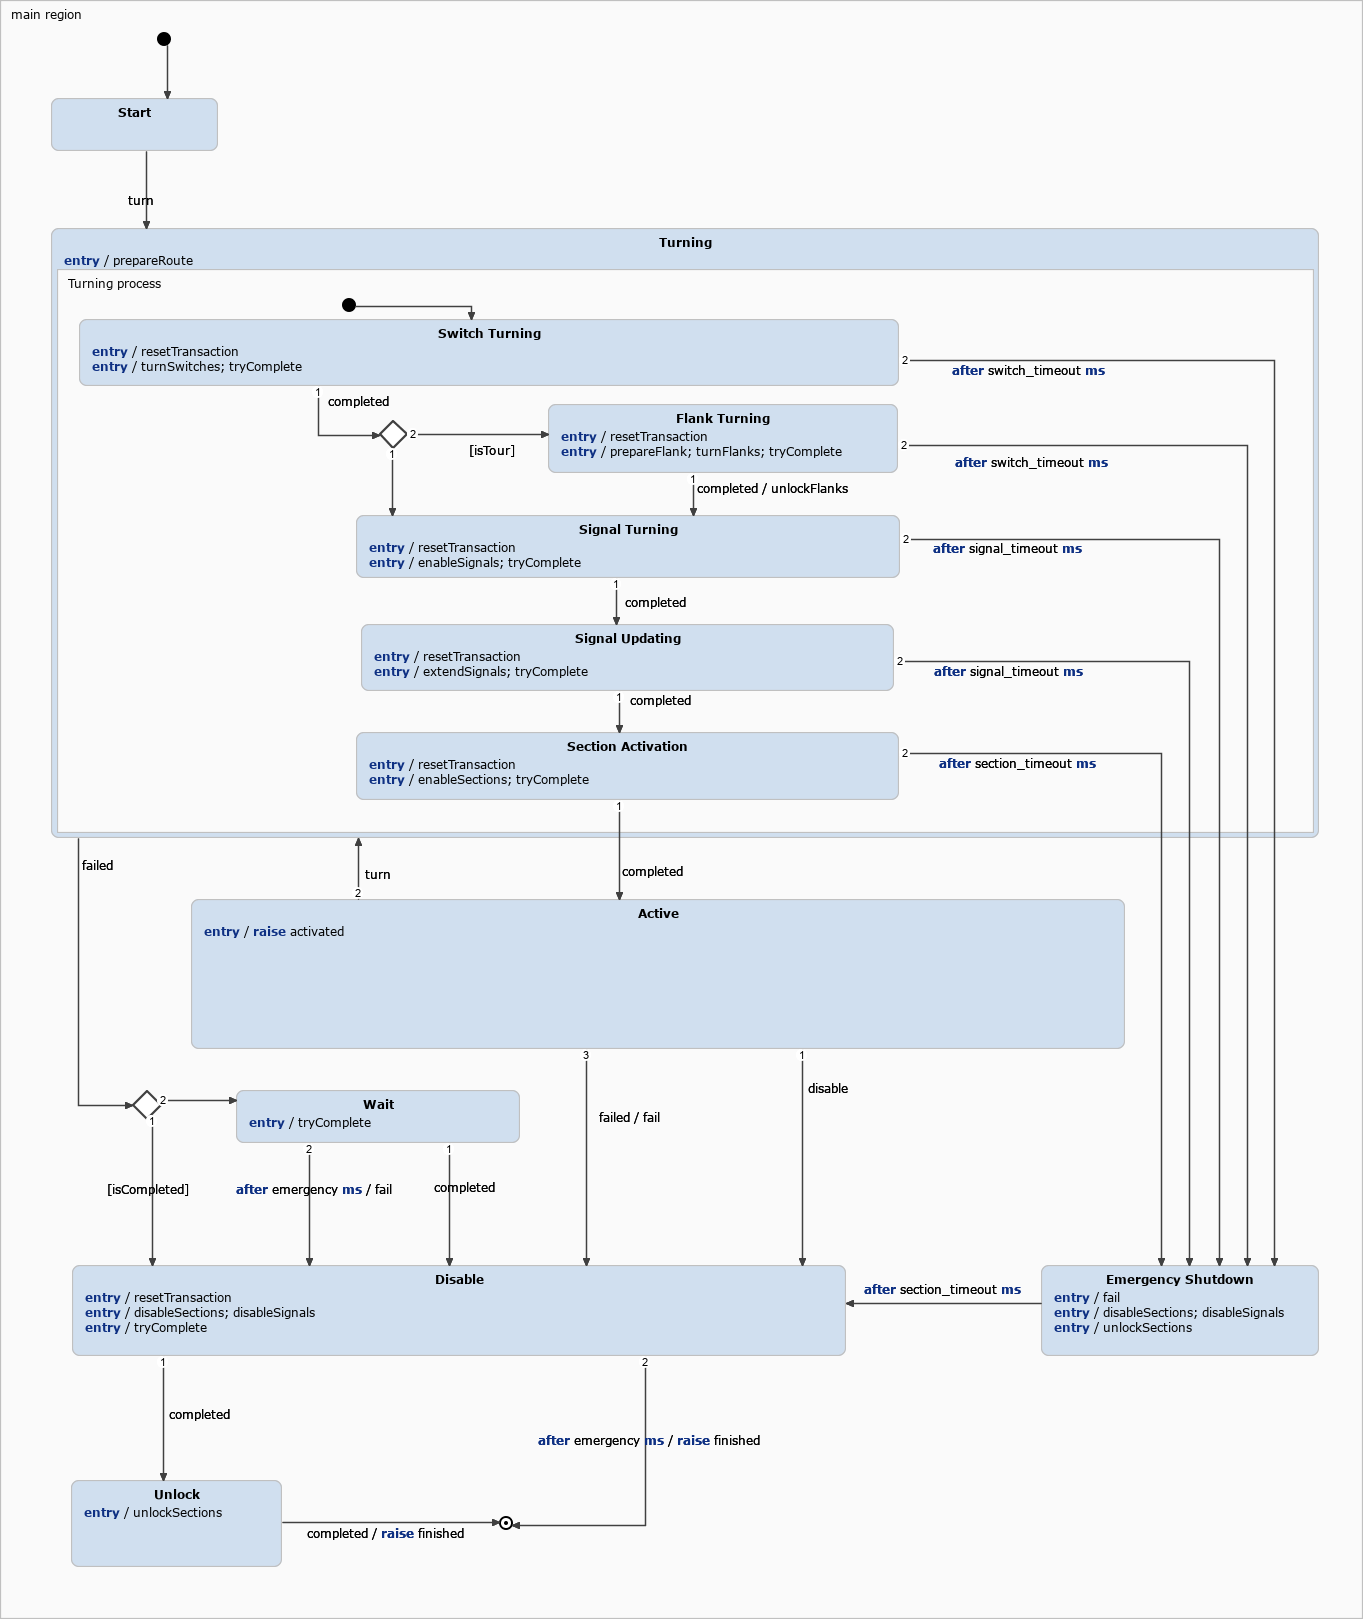 main region
Start
turn
Turning
entry / prepareRoute
Turning process
Switch Turning
entry / resetTransaction
entry / turnSwitches; tryComplete
2
after switch_timeout ms
1
completed
2
[isTour]
1
Flank Turning
entry / resetTransaction
entry / prepareFlank; turnFlanks; tryComplete
2
after switch_timeout ms
1
completed / unlockFlanks
Signal Turning
entry / resetTransaction
entry / enableSignals; tryComplete
2
after signal_timeout ms
1
completed
Signal Updating
entry / resetTransaction
entry / extendSignals; tryComplete
2
after signal_timeout ms
1
completed
Section Activation
entry / resetTransaction
entry / enableSections; tryComplete
2
after section_timeout ms
1
completed
failed
turn
2
Active
entry / raise activated
3
failed / fail
1
disable
2
1
[isCompleted]
Wait
entry / tryComplete
2
after emergency ms / fail
1
completed
Disable
entry / resetTransaction
entry / disableSections; disableSignals
entry / tryComplete
after section_timeout ms
Emergency Shutdown
entry / fail
entry / disableSections; disableSignals
entry / unlockSections
1
completed
2
after emergency ms / raise finished
Unlock
entry / unlockSections
completed / raise finished